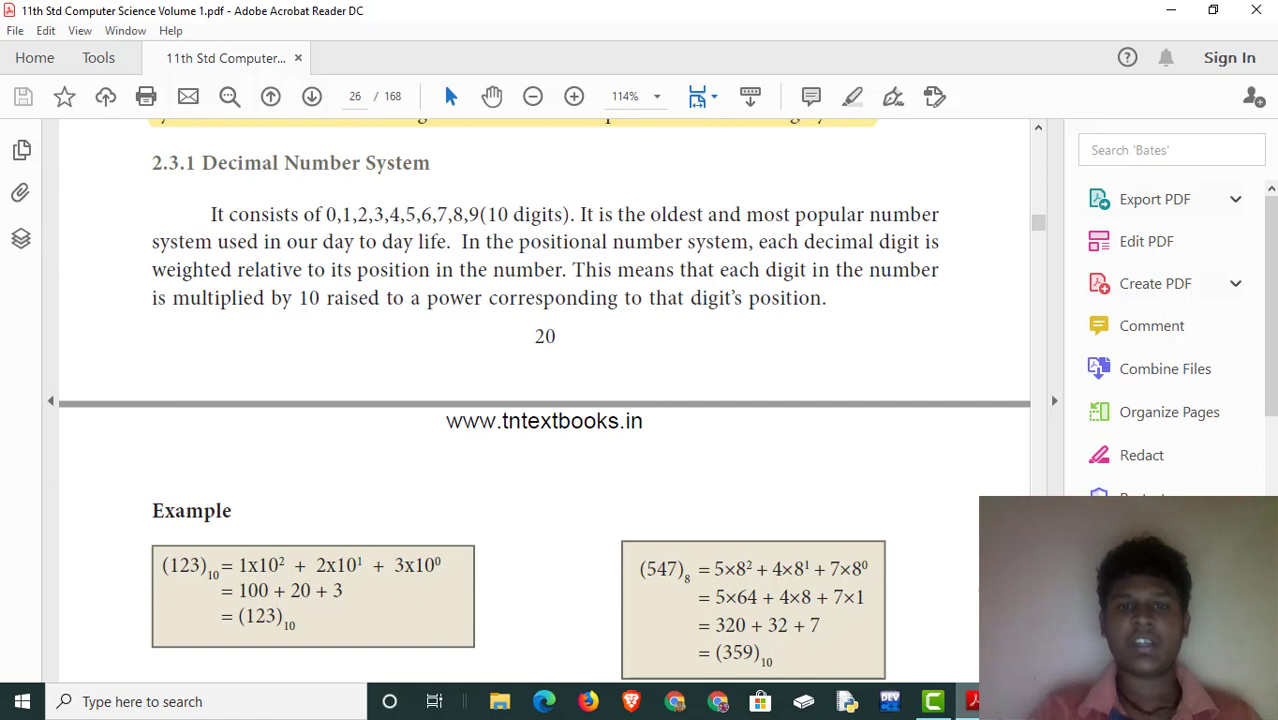 11th Std Computer Science Volume 1.pdf - Adobe Acrobat Reader DC
File Edit View Window Help
Home Tools 11th Std Computer... × Sign In
26 / 168 114%
2.3.1 Decimal Number System
It consists of 0,1,2,3,4,5,6,7,8,9(10 digits). It is the oldest and most popular number
system used in our day to day life. In the positional number system, each decimal digit is
weighted relative to its position in the number. This means that each digit in the number
is multiplied by 10 raised to a power corresponding to that digit's position.
20
www.tntextbooks.in
Example
(123)₁₀ = 1x10² + 2x10¹ + 3x10⁰
= 100 + 20 + 3
= (123)₁₀
(547)₈ = 5×8² + 4×8¹ + 7×8⁰
= 5×64 + 4×8 + 7×1
= 320 + 32 + 7
= (359)₁₀
Search 'Bates'
Export PDF
Edit PDF
Create PDF
Comment
Combine Files
Organize Pages
Redact
Type here to search
DEV